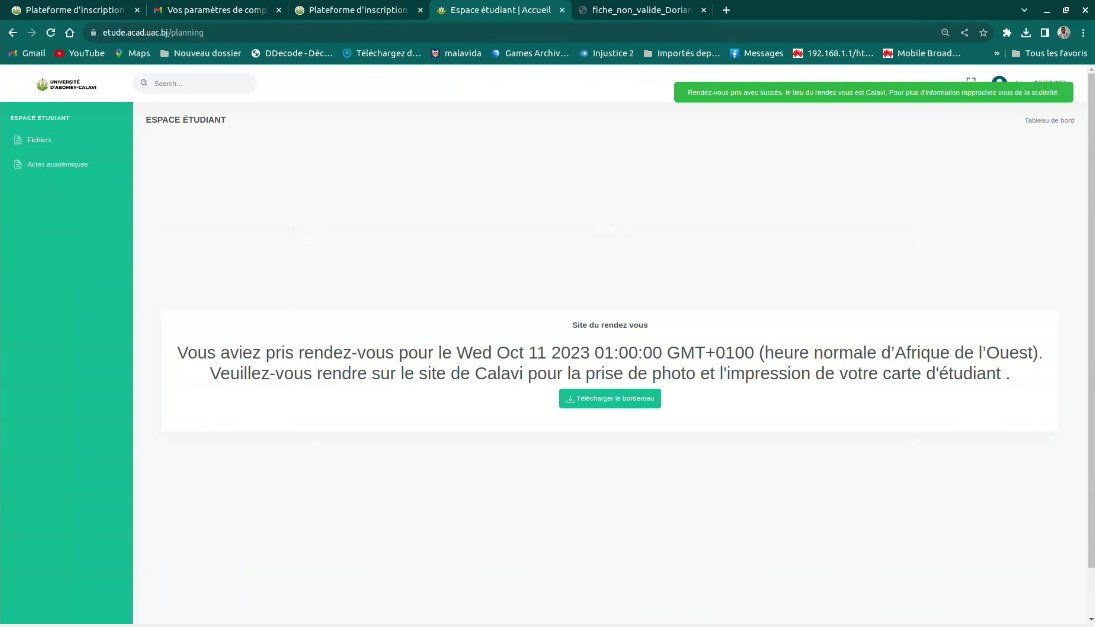 Plateforme d'inscription
Vos paramètres de comp
Plateforme d'inscription
Espace étudiant | Accueil
fiche_non_valide_Dorian
etude.acad.uac.bj/planning
Gmail
YouTube
Maps
Nouveau dossier
DDecode - Déc...
Téléchargez d...
malavida
Games Archiv...
Injustice 2
Importés dep...
Messages
192.168.1.1/ht...
Mobile Broad...
»
Tous les favoris
UNIVERSITÉ
D'ABOMEY-CALAVI
Search...
Rendez-vous pris avec succès. le lieu du rendez vous est Calavi. Pour plus d'information rapprochez vous de la scolarité.
ESPACE ÉTUDIANT
Fichiers
Actes académiques
ESPACE ÉTUDIANT
Tableau de bord
Site du rendez vous
Vous aviez pris rendez-vous pour le Wed Oct 11 2023 01:00:00 GMT+0100 (heure normale d’Afrique de l’Ouest).
Veuillez-vous rendre sur le site de Calavi pour la prise de photo et l'impression de votre carte d'étudiant .
Télécharger le bordereau